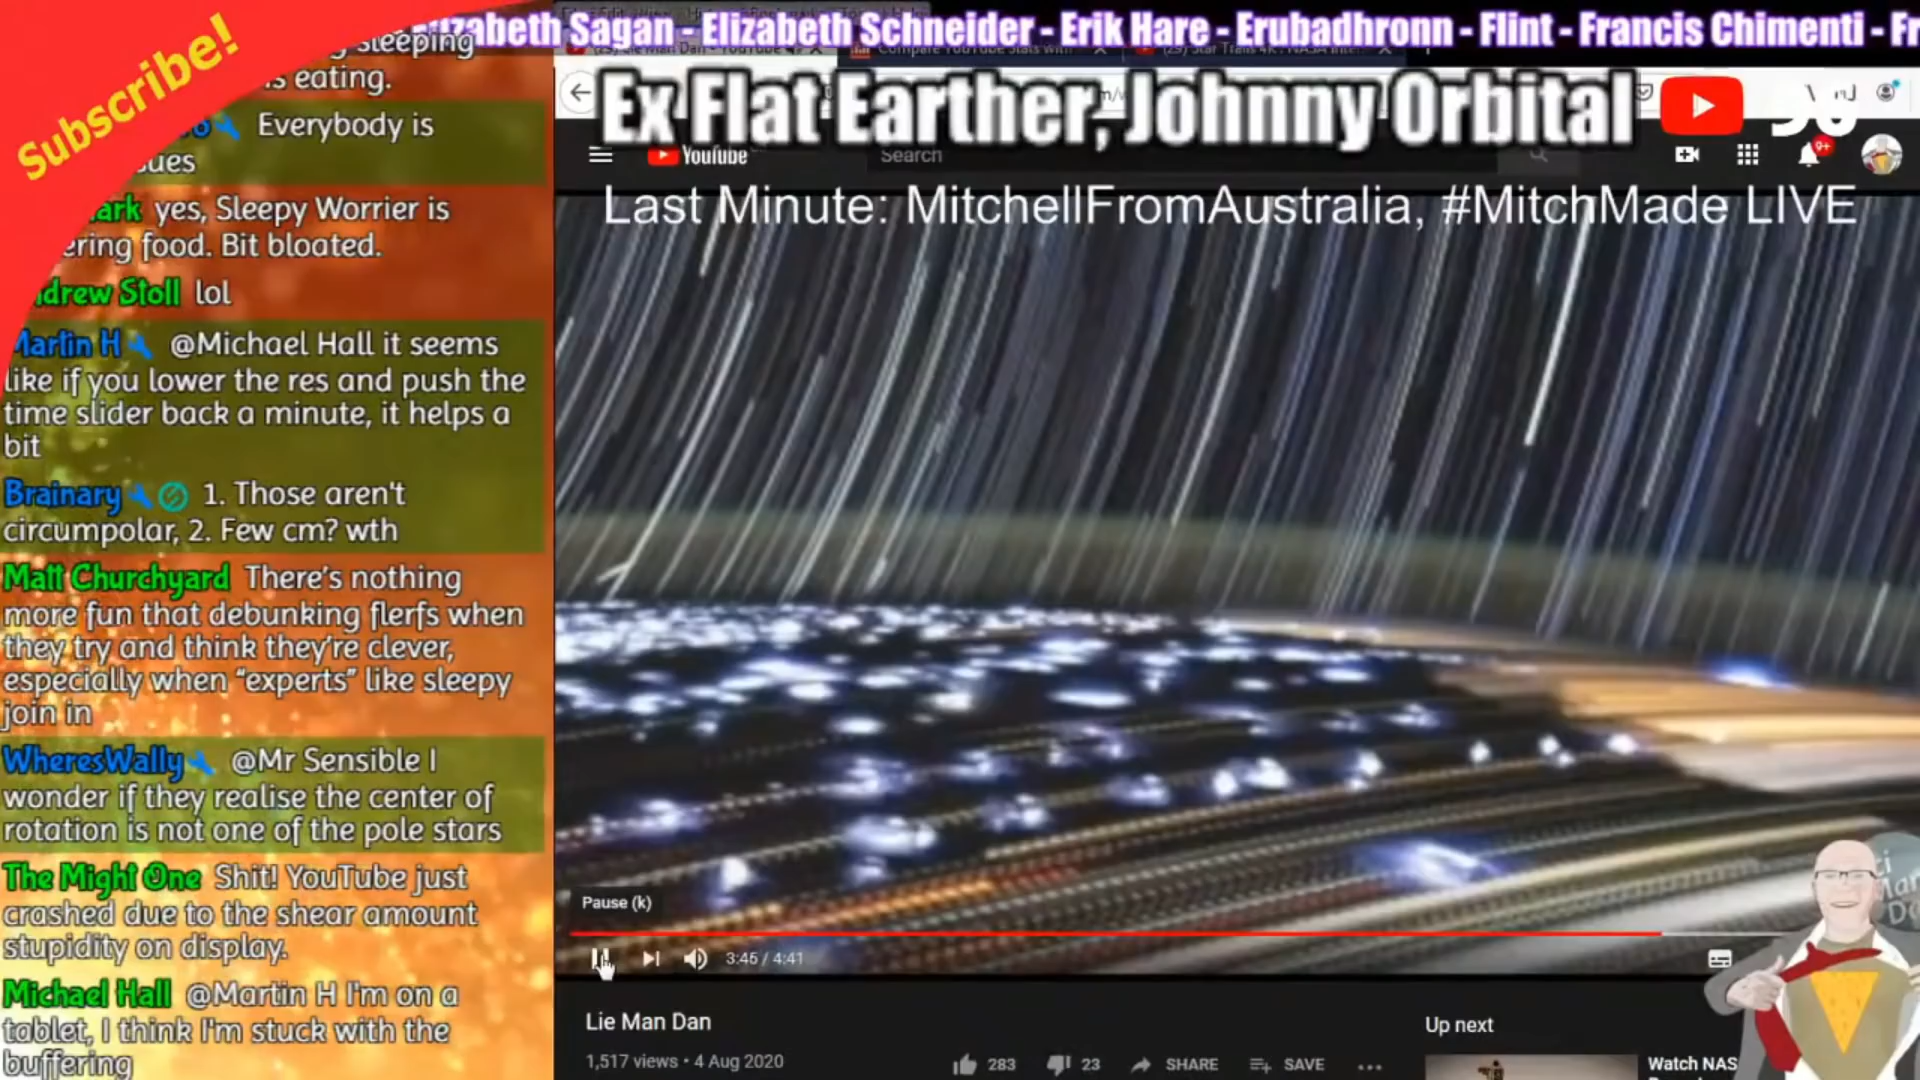 izabeth Sagan - Elizabeth Schneider - Erik Hare - Erubadhronn - Flint - Francis Chimenti - Fr
Subscribe!
sleeping
is eating.
Everybody is
sues
ark yes, Sleepy Worrier is
ering food. Bit bloated.
ndrew Stoll lol
Martin H @Michael Hall it seems
like if you lower the res and push the
time slider back a minute, it helps a
bit
Brainary 1. Those aren't
circumpolar, 2. Few cm? wth
Matt Churchyard There's nothing
more fun that debunking flerfs when
they try and think they're clever,
especially when “experts” like sleepy
join in
WheresWally @Mr Sensible I
wonder if they realise the center of
rotation is not one of the pole stars
The Might One Shit! YouTube just
crashed due to the shear amount
stupidity on display.
Michael Hall @Martin H I'm on a
tablet, I think I'm stuck with the
buffering
Ex Flat Earther, Johnny Orbital
YouTube
Search
9+
Last Minute: MitchellFromAustralia, #MitchMade LIVE
Pause (k)
3:45 / 4:41
Lie Man Dan
1,517 views • 4 Aug 2020
283
23
SHARE
SAVE
Up next
Watch NAS